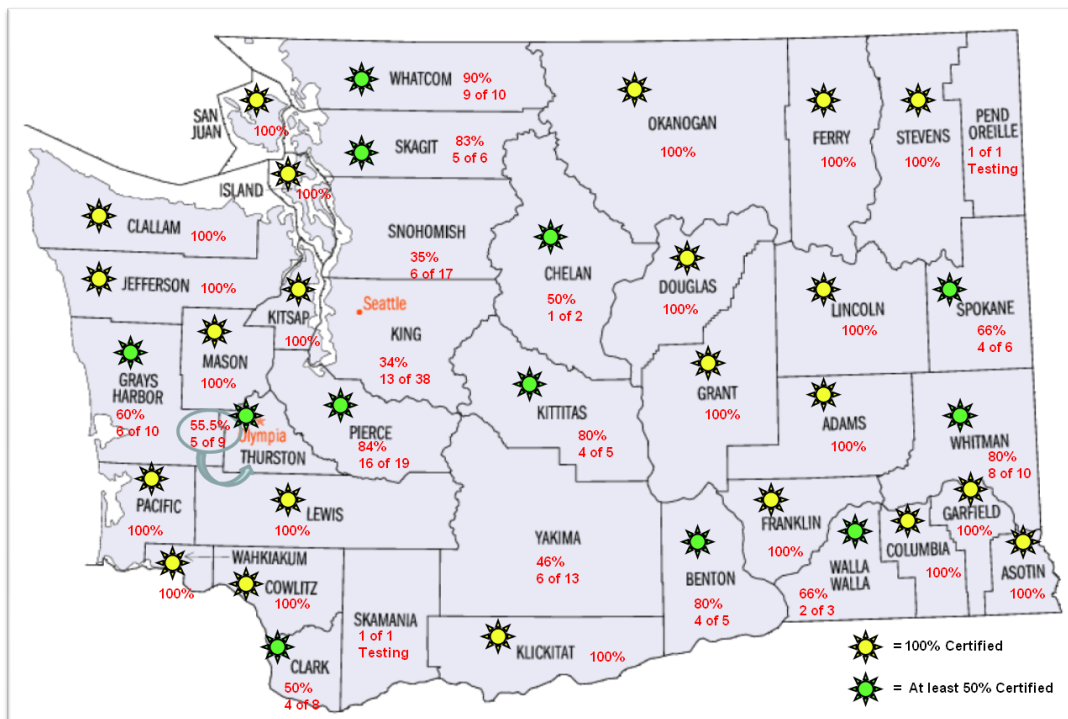 WHATCOM 90%
9 of 10
SAN
JUAN
100%
SKAGIT 83%
5 of 6
OKANOGAN
100%
FERRY
100%
STEVENS
100%
PEND
OREILLE
1 of 1
Testing
ISLAND 100%
CLALLAM 100%
SNOHOMISH
35%
6 of 17
CHELAN
50%
1 of 2
DOUGLAS
100%
JEFFERSON 100%
KITSAP
100%
Seattle
KING
34%
13 of 38
LINCOLN
100%
SPOKANE
66%
4 of 6
MASON
100%
GRAYS
HARBOR
60%
6 of 10
55.5%
5 of 9
Olympia
THURSTON
PIERCE
84%
16 of 19
KITTITAS
80%
4 of 5
GRANT
100%
ADAMS
100%
WHITMAN
80%
8 of 10
PACIFIC
100%
LEWIS
100%
YAKIMA
46%
6 of 13
FRANKLIN
100%
GARFIELD
100%
COLUMBIA
100%
WALLA
WALLA
66%
2 of 3
ASOTIN
100%
BENTON
80%
4 of 5
WAHKIAKUM
100%
COWLITZ
100%
SKAMANIA
1 of 1
Testing
KLICKITAT 100%
CLARK
50%
4 of 8
= 100% Certified
= At least 50% Certified